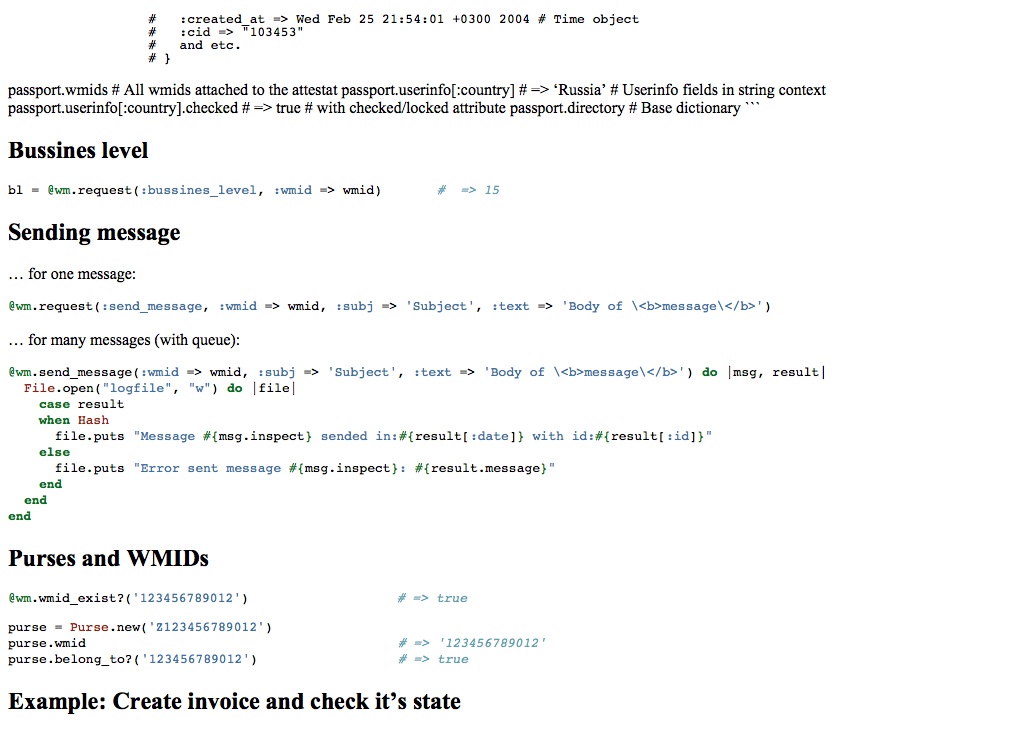 #   :created_at => Wed Feb 25 21:54:01 +0300 2004 # Time object
#   :cid => "103453"
#   and etc.
# }
passport.wmids # All wmids attached to the attestat passport.userinfo[:country] # => ‘Russia’ # Userinfo fields in string context
passport.userinfo[:country].checked # => true # with checked/locked attribute passport.directory # Base dictionary ```
Bussines level
bl = @wm.request(:bussines_level, :wmid => wmid)       #  => 15
Sending message
… for one message:
@wm.request(:send_message, :wmid => wmid, :subj => 'Subject', :text => 'Body of \<b>message\</b>')
… for many messages (with queue):
@wm.send_message(:wmid => wmid, :subj => 'Subject', :text => 'Body of \<b>message\</b>') do |msg, result|
  File.open("logfile", "w") do |file|
    case result
    when Hash
      file.puts "Message #{msg.inspect} sended in:#{result[:date]} with id:#{result[:id]}"
    else
      file.puts "Error sent message #{msg.inspect}: #{result.message}"
    end
  end
end
Purses and WMIDs
@wm.wmid_exist?('123456789012')                   # => true
purse = Purse.new('Z123456789012')
purse.wmid                                        # => '123456789012'
purse.belong_to?('123456789012')                  # => true
Example: Create invoice and check it’s state